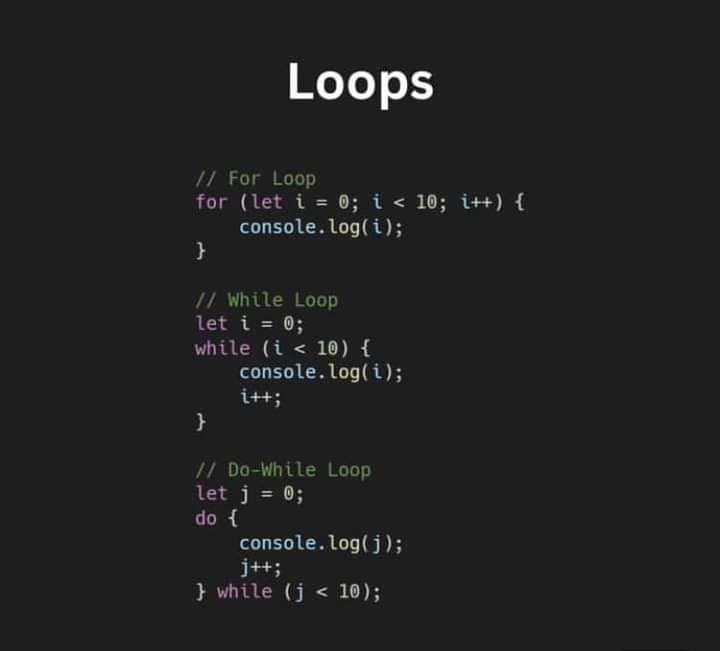 Loops
// For Loop
for (let i = 0; i < 10; i++) {
    console.log(i);
}
// While Loop
let i = 0;
while (i < 10) {
    console.log(i);
    i++;
}
// Do-While Loop
let j = 0;
do {
    console.log(j);
    j++;
} while (j < 10);